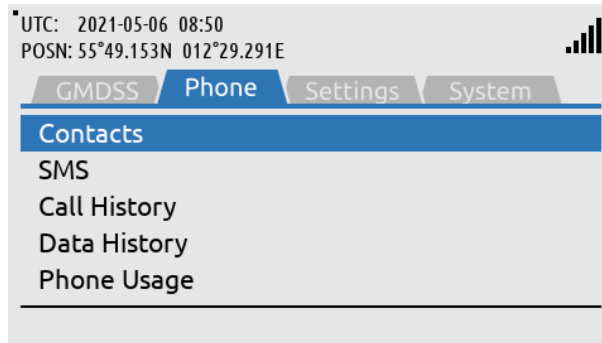 UTC: 2021-05-06 08:50
POSN: 55°49.153N 012°29.291E
GMDSS Phone Settings System
Contacts
SMS
Call History
Data History
Phone Usage